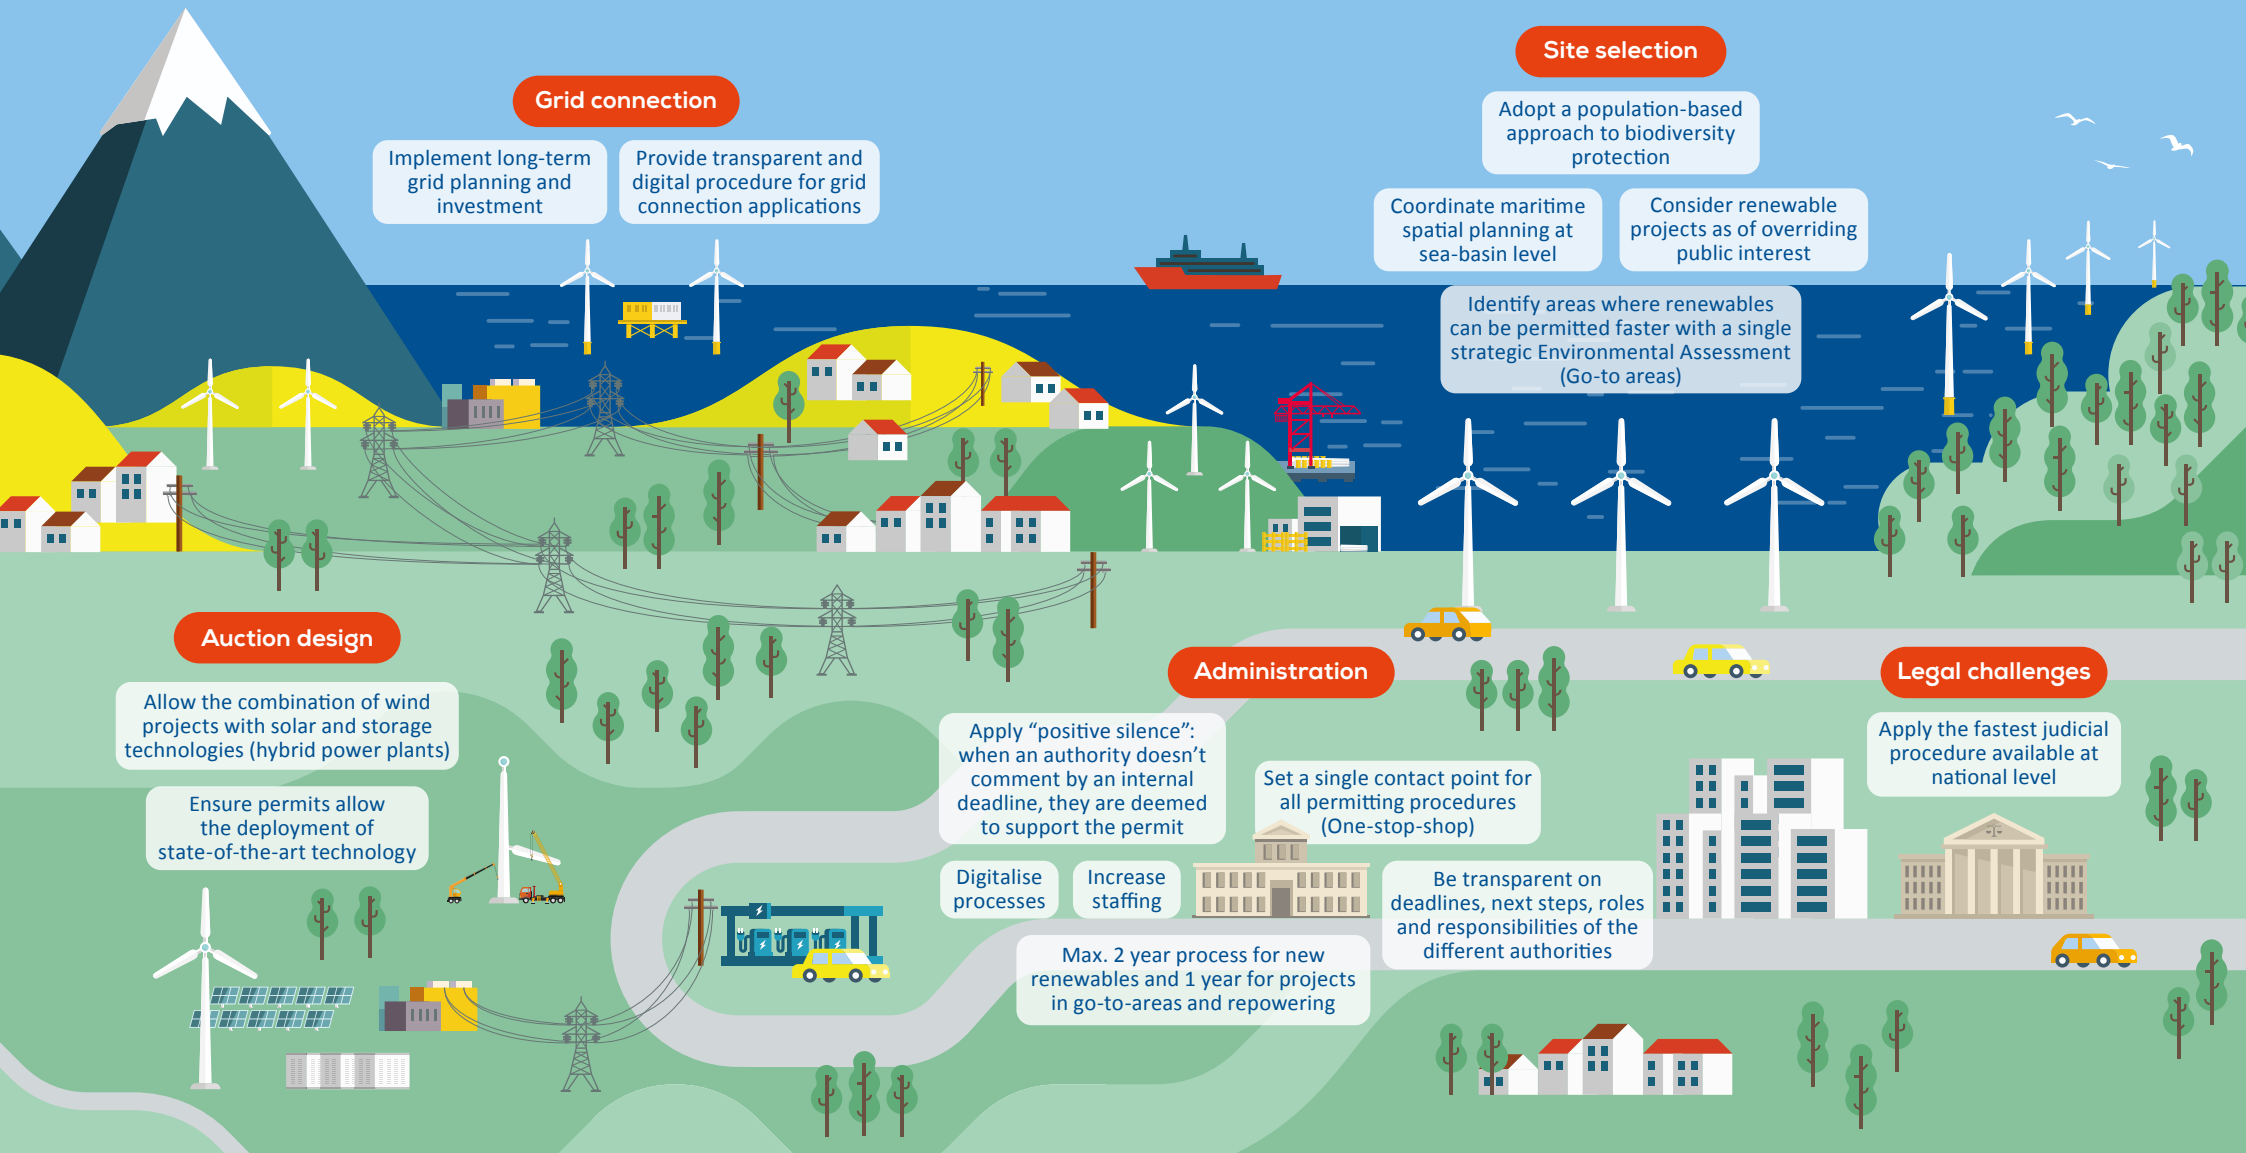 Grid connection
Implement long-term
grid planning and
investment
Provide transparent and
digital procedure for grid
connection applications
Site selection
Adopt a population-based
approach to biodiversity
protection
Coordinate maritime
spatial planning at
sea-basin level
Consider renewable
projects as of overriding
public interest
Identify areas where renewables
can be permitted faster with a single
strategic Environmental Assessment
(Go-to areas)
Auction design
Allow the combination of wind
projects with solar and storage
technologies (hybrid power plants)
Ensure permits allow
the deployment of
state-of-the-art technology
Administration
Apply “positive silence”:
when an authority doesn’t
comment by an internal
deadline, they are deemed
to support the permit
Set a single contact point for
all permitting procedures
(One-stop-shop)
Digitalise
processes
Increase
staffing
Be transparent on
deadlines, next steps, roles
and responsibilities of the
different authorities
Max. 2 year process for new
renewables and 1 year for projects
in go-to-areas and repowering
Legal challenges
Apply the fastest judicial
procedure available at
national level